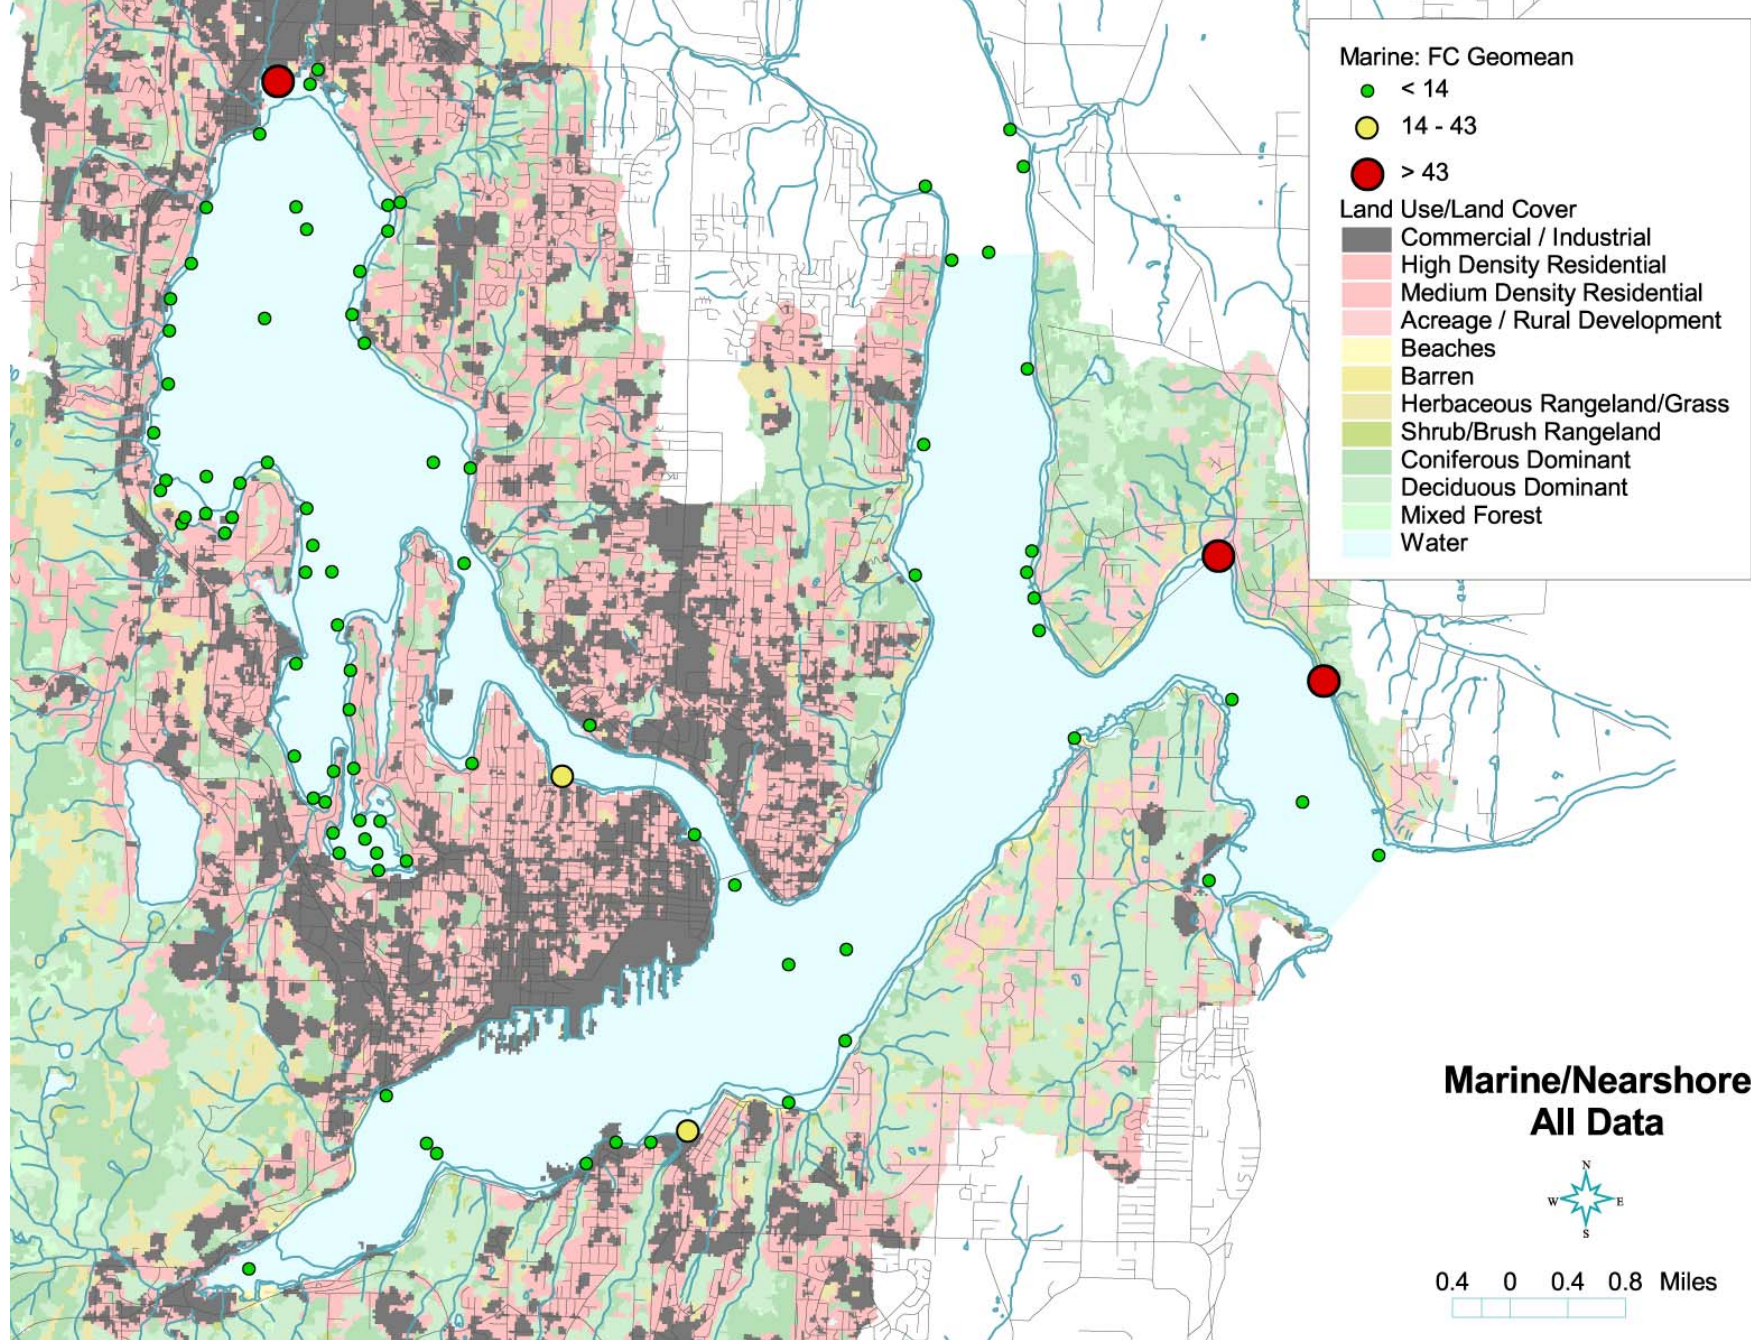 Marine: FC Geomean
< 14
14 - 43
> 43
Land Use/Land Cover
Commercial / Industrial
High Density Residential
Medium Density Residential
Acreage / Rural Development
Beaches
Barren
Herbaceous Rangeland/Grass
Shrub/Brush Rangeland
Coniferous Dominant
Deciduous Dominant
Mixed Forest
Water
Marine/Nearshore
All Data
N
W E
S
0.4 0 0.4 0.8 Miles